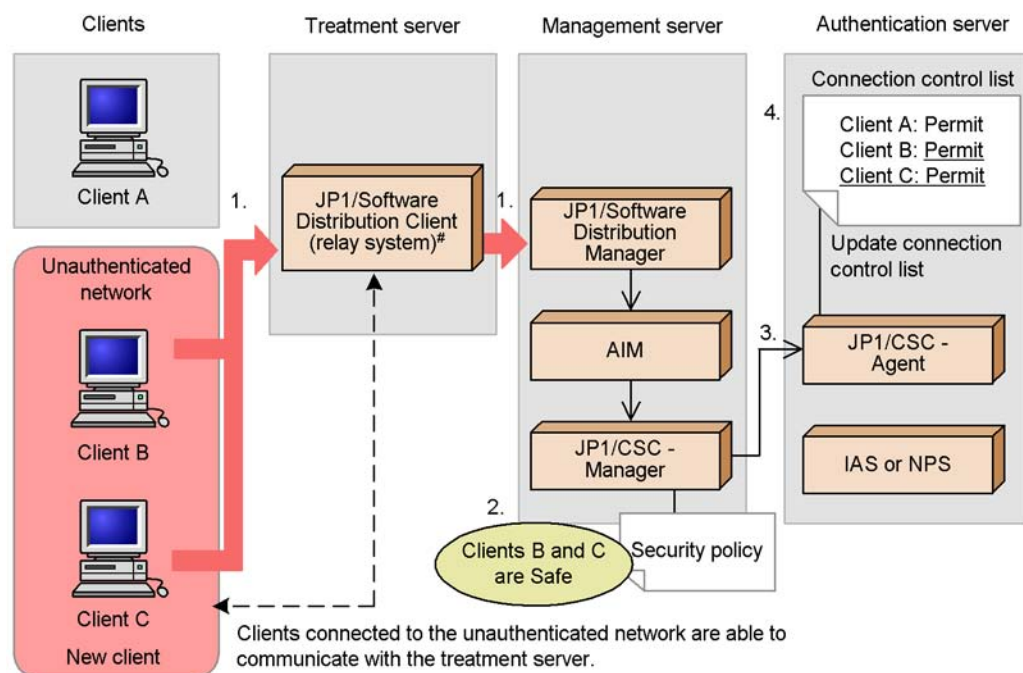 Clients
Treatment server
Management server
Authentication server
Client A
Unauthenticated
network
Client B
Client C
New client
1.
JP1/Software
Distribution Client
(relay system)#
1.
JP1/Software
Distribution
Manager
AIM
JP1/CSC -
Manager
2.
Clients B and C
are Safe
Security policy
3.
4.
Connection control list
Client A: Permit
Client B: Permit
Client C: Permit
Update connection
control list
JP1/CSC -
Agent
IAS or NPS
Clients connected to the unauthenticated network are able to
communicate with the treatment server.